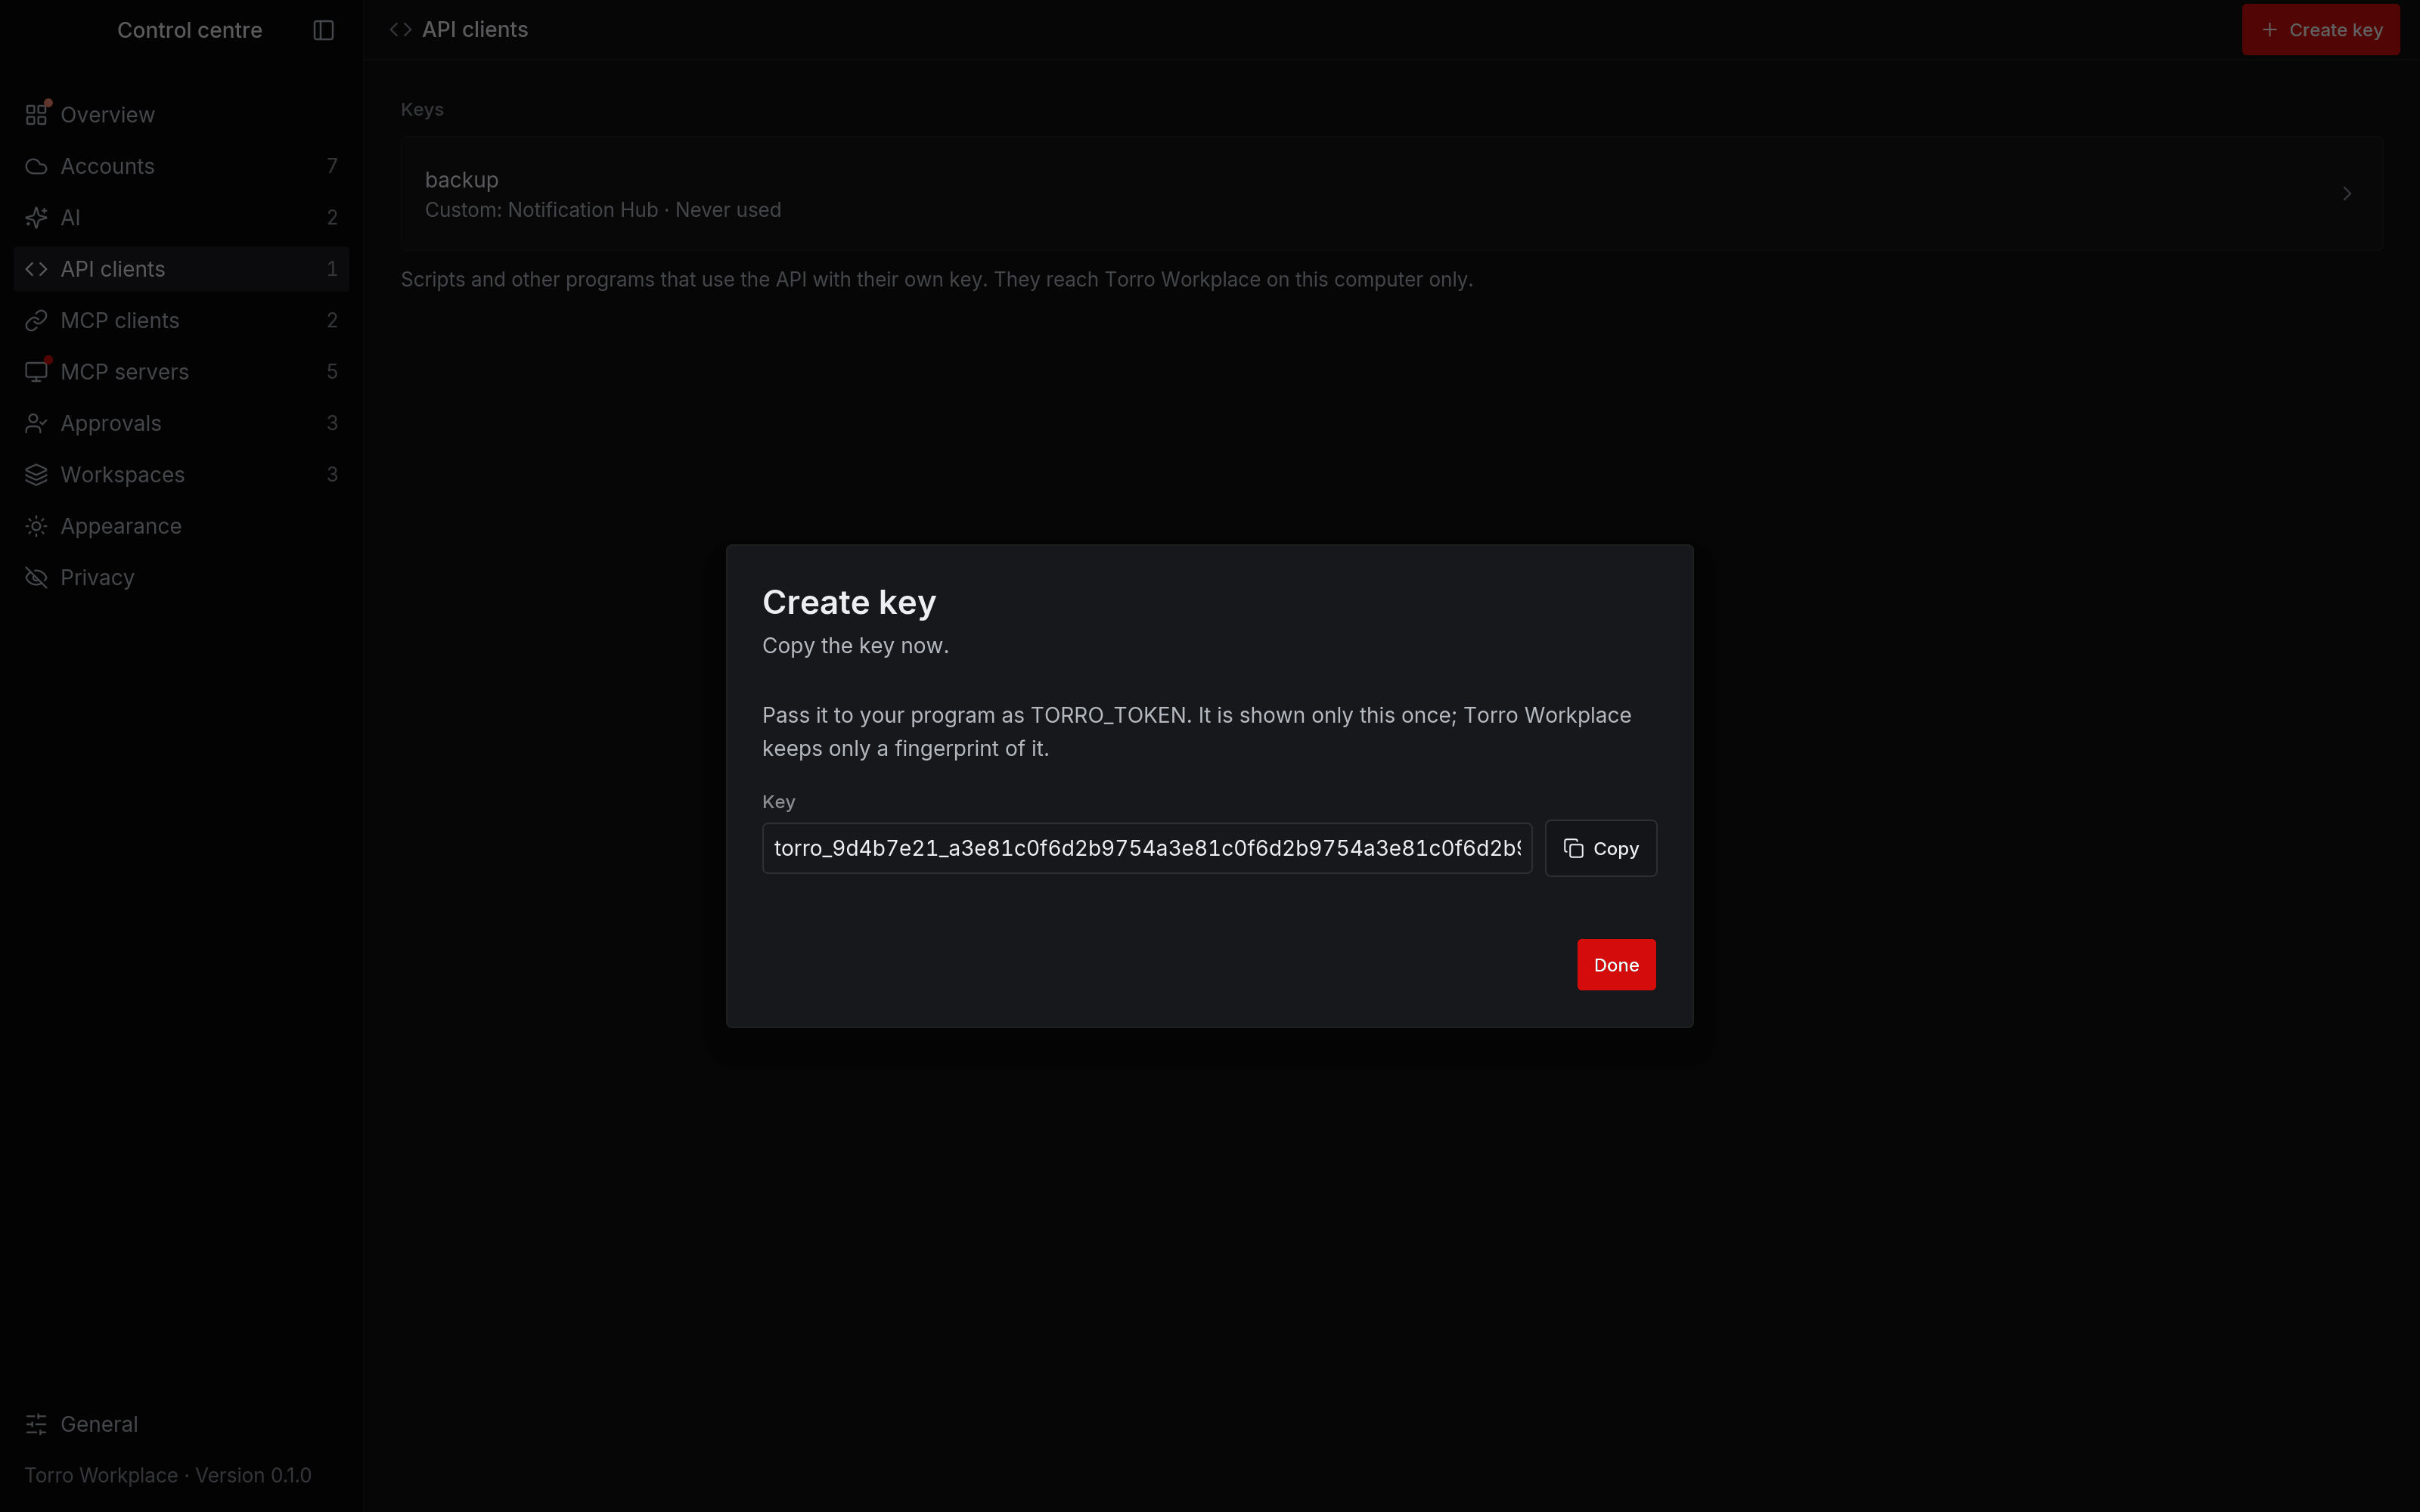 Control centre
API clients
Create key
Overview
Accounts 7
AI 2
API clients 1
MCP clients 2
MCP servers 5
Approvals 3
Workspaces 3
Appearance
Privacy
Keys
backup
Custom: Notification Hub · Never used
Scripts and other programs that use the API with their own key. They reach Torro Workplace on this computer only.
Create key
Copy the key now.
Pass it to your program as TORRO_TOKEN. It is shown only this once; Torro Workplace
keeps only a fingerprint of it.
Key
torro_9d4b7e21_a3e81c0f6d2b9754a3e81c0f6d2b9754a3e81c0f6d2b9
Copy
Done
General
Torro Workplace · Version 0.1.0